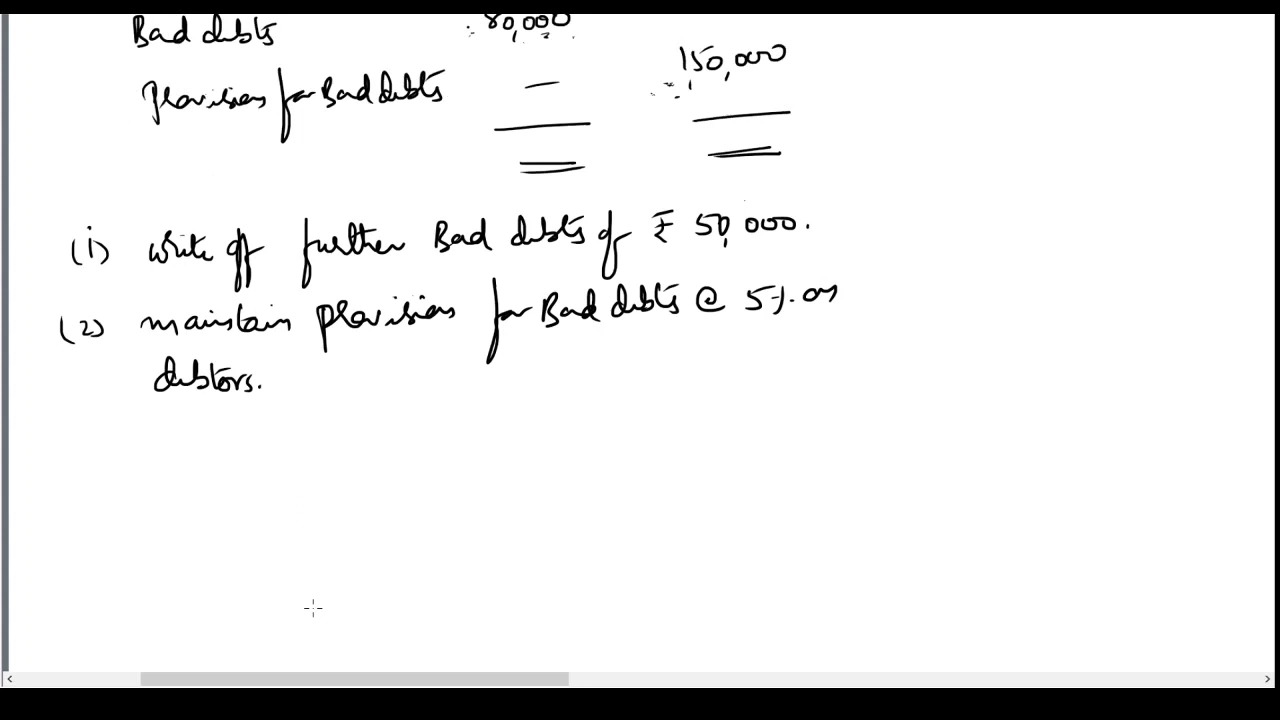 Bad debts 80,000
Provision for Bad debts — 150,000
(1) write off further Bad debts of ₹ 50,000.
(2) maintain provision for Bad debts @ 5% on
debtors.